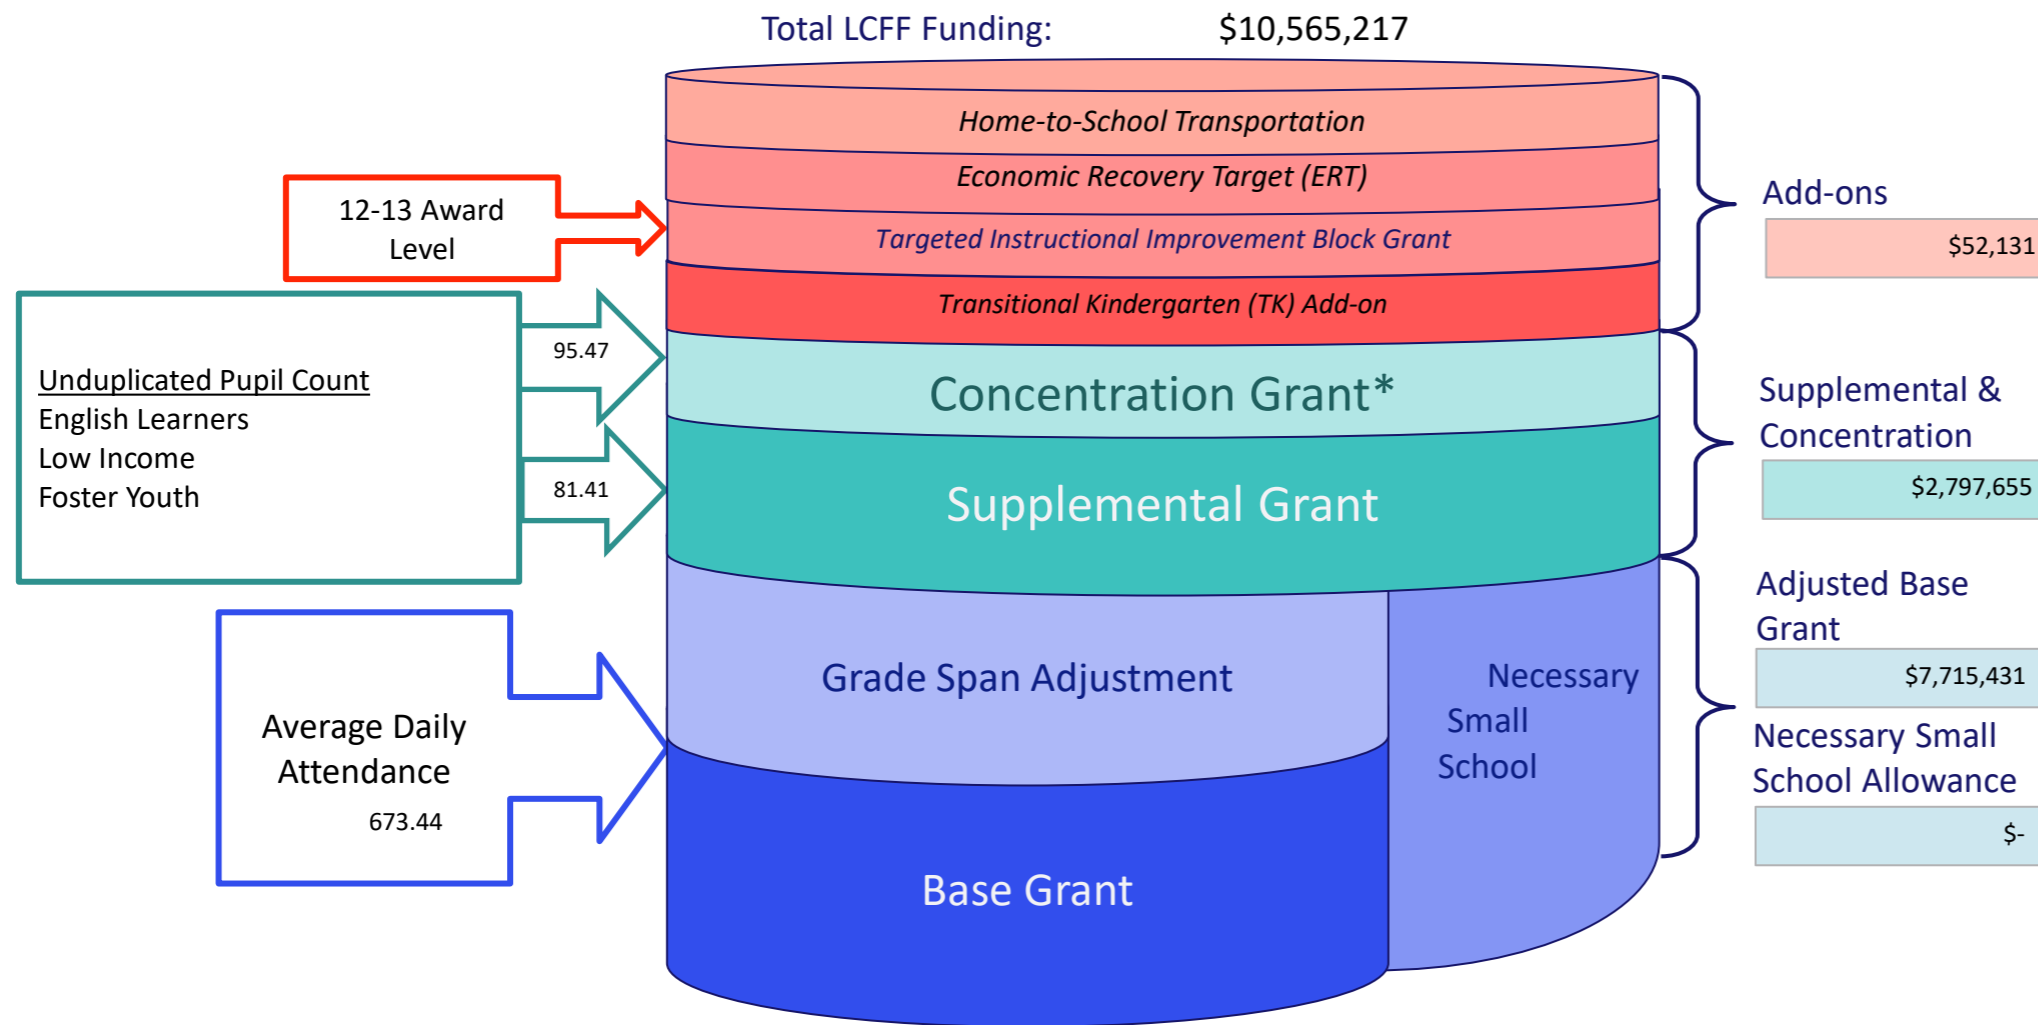 Total LCFF Funding: $10,565,217
Home-to-School Transportation
Economic Recovery Target (ERT)
Targeted Instructional Improvement Block Grant
Transitional Kindergarten (TK) Add-on
Concentration Grant*
Supplemental Grant
Grade Span Adjustment
Base Grant
Necessary
Small
School
12-13 Award
Level
Unduplicated Pupil Count
English Learners
Low Income
Foster Youth
95.47
81.41
Average Daily
Attendance
673.44
Add-ons
$52,131
Supplemental &
Concentration
$2,797,655
Adjusted Base
Grant
$7,715,431
Necessary Small
School Allowance
$-